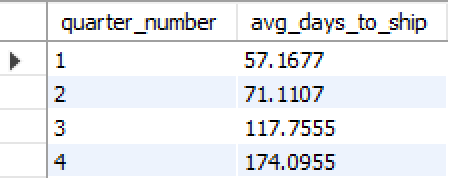 quarter_number avg_days_to_ship
1 57.1677
2 71.1107
3 117.7555
4 174.0955